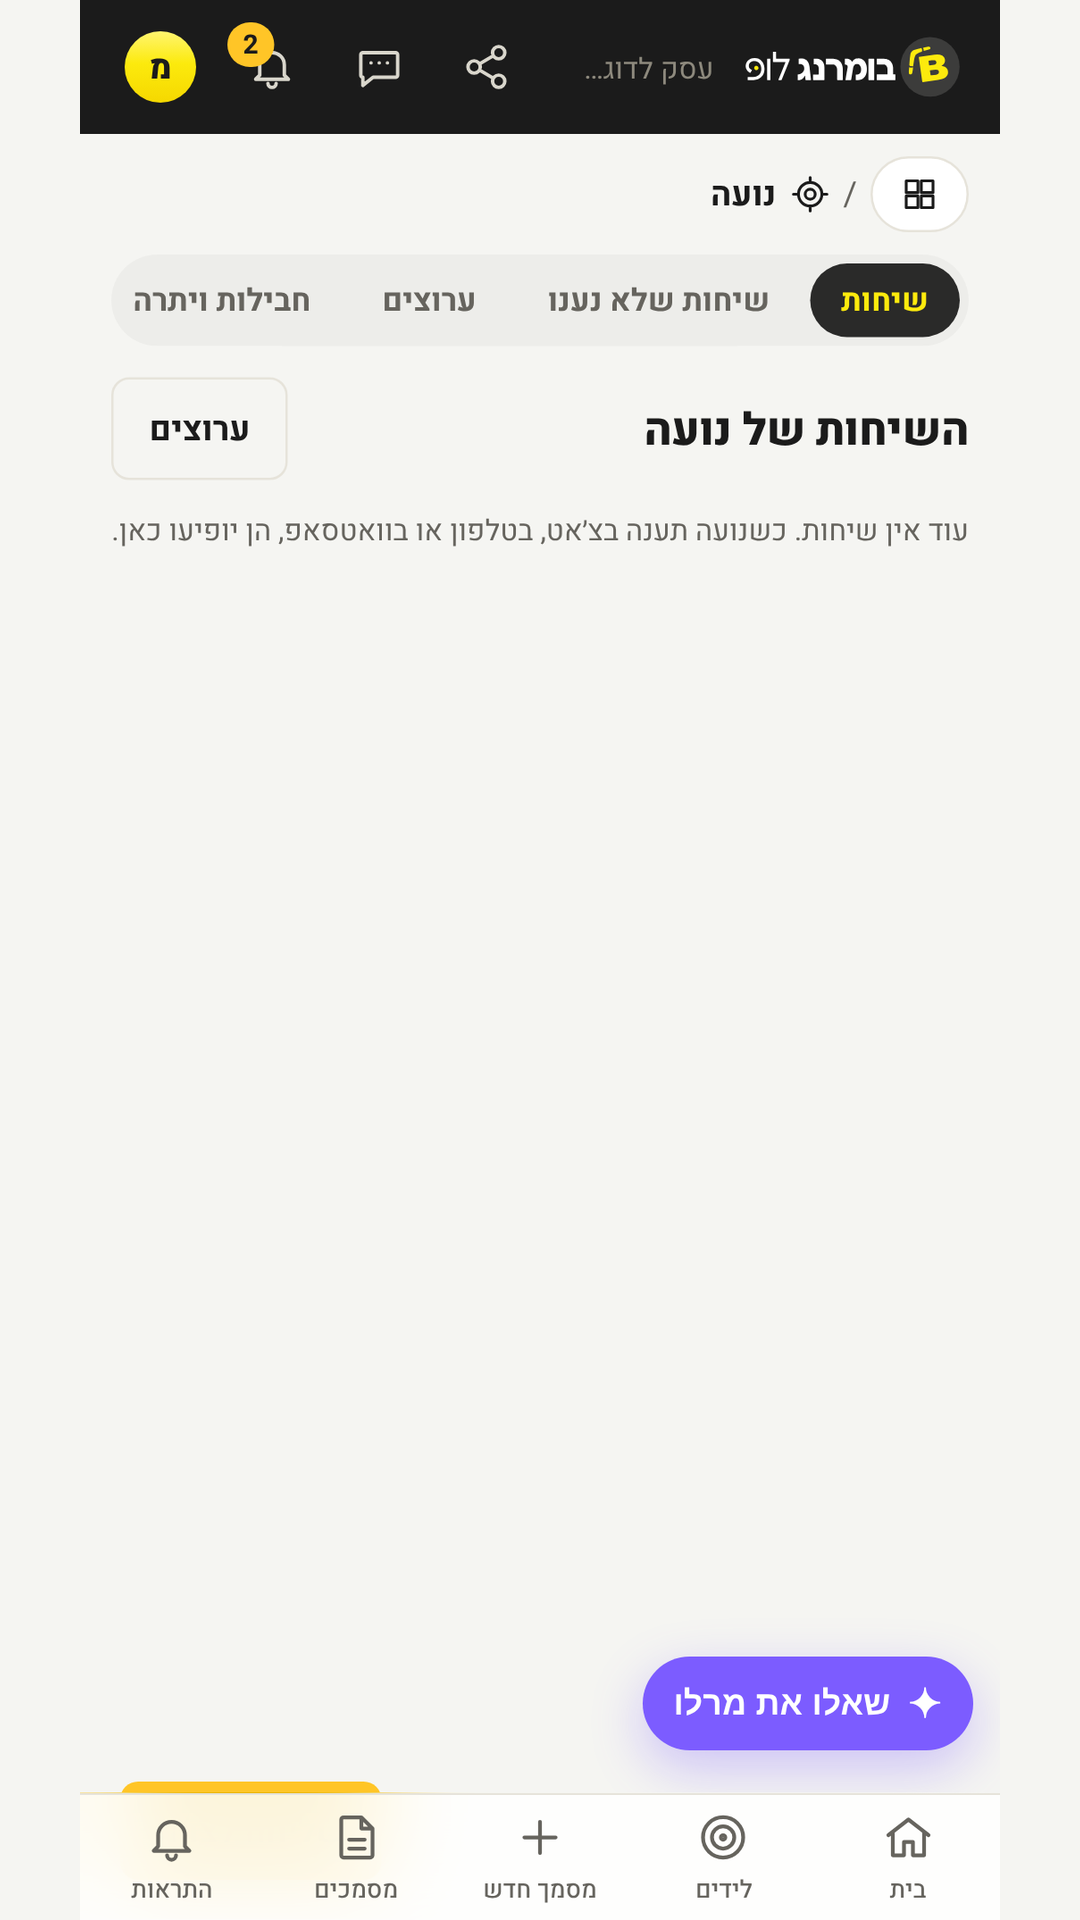 בומרנג לופ עסק לדוג... 2 מ
/ נועה
שיחות שיחות שלא נענו ערוצים חבילות ויתרה
השיחות של נועה ערוצים
עוד אין שיחות. כשנועה תענה בצ׳אט, בטלפון או בוואטסאפ, הן יופיעו כאן.
שאלו את מרלו
בית לידים מסמך חדש מסמכים התראות